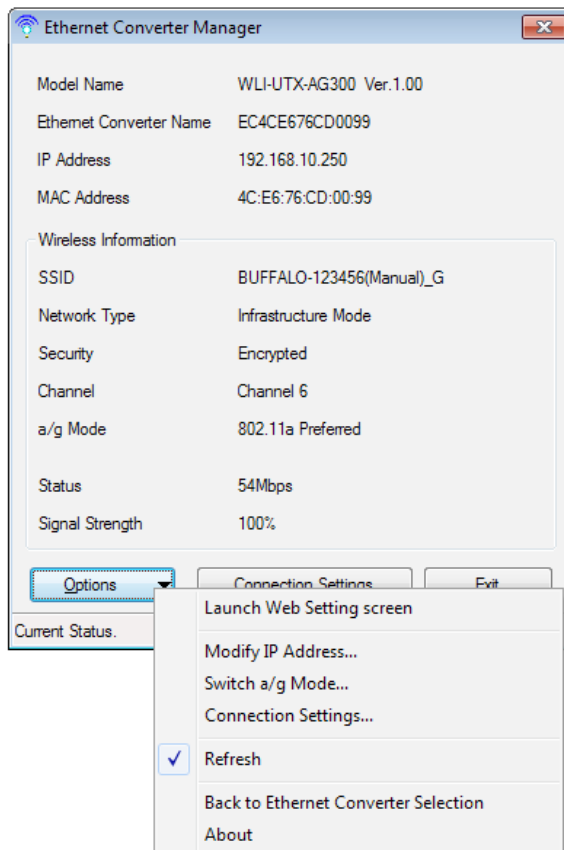 Ethernet Converter Manager
Model Name WLI-UTX-AG300 Ver.1.00
Ethernet Converter Name EC4CE676CD0099
IP Address 192.168.10.250
MAC Address 4C:E6:76:CD:00:99
Wireless Information
SSID BUFFALO-123456(Manual)_G
Network Type Infrastructure Mode
Security Encrypted
Channel Channel 6
a/g Mode 802.11a Preferred
Status 54Mbps
Signal Strength 100%
Options Connection Settings Exit
Current Status.
Launch Web Setting screen
Modify IP Address...
Switch a/g Mode...
Connection Settings...
Refresh
Back to Ethernet Converter Selection
About